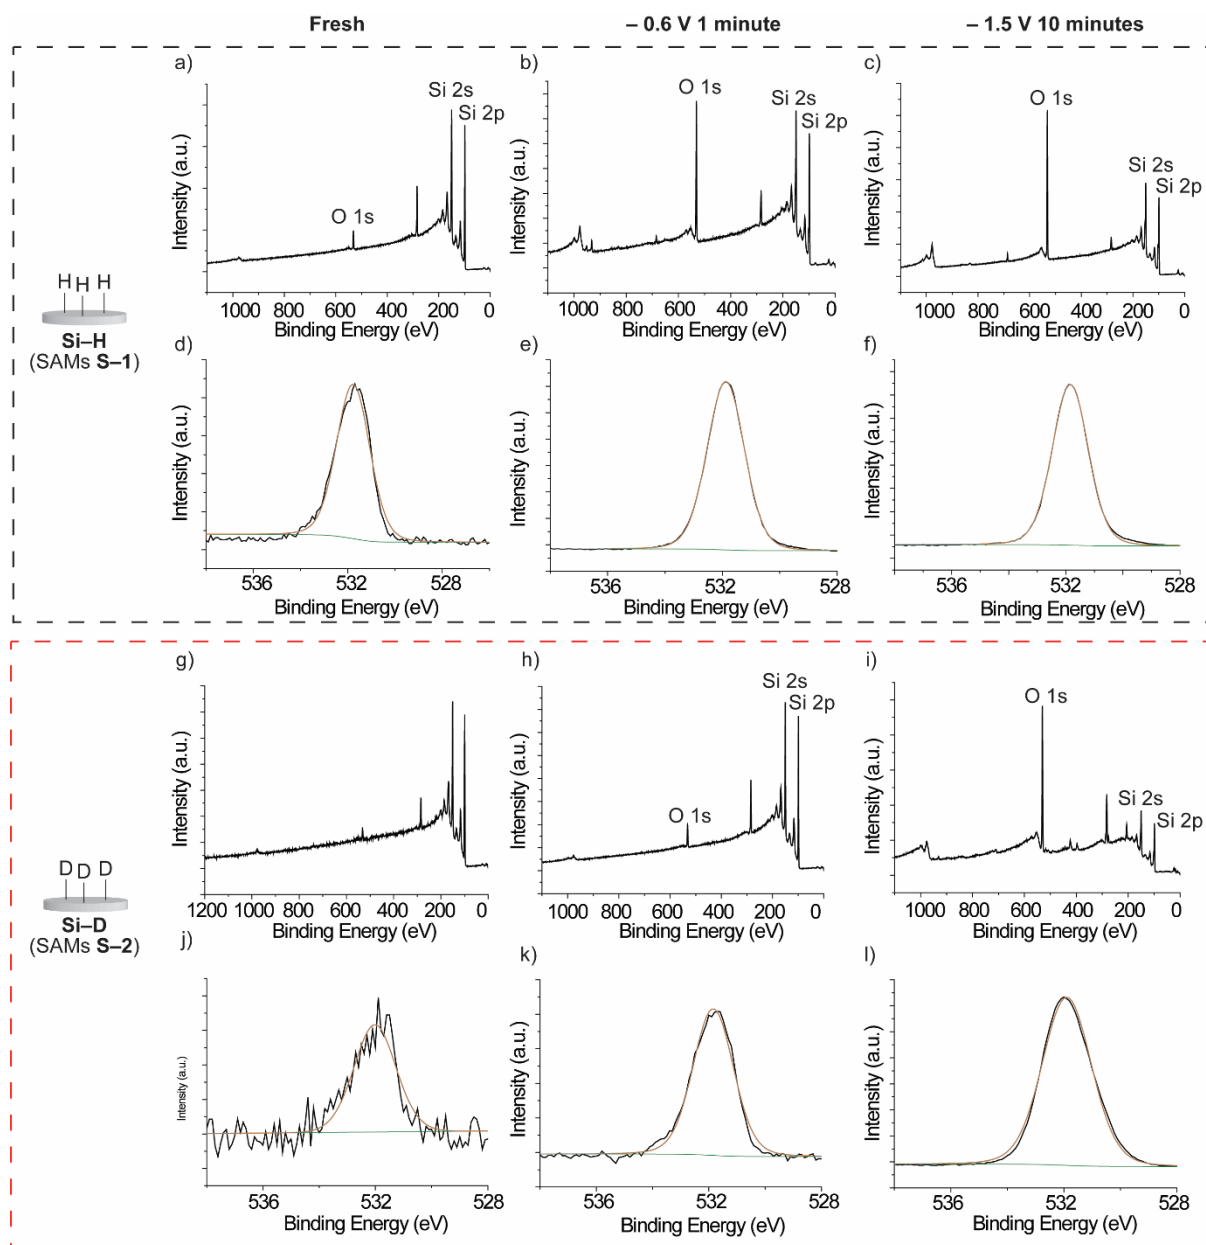 Fresh
– 0.6 V 1 minute
– 1.5 V 10 minutes
a)
b)
c)
Si 2s
Si 2p
O 1s
Intensity (a.u.)
1000 800 600 400 200 0
Binding Energy (eV)
O 1s
Si 2s
Si 2p
Intensity (a.u.)
1000 800 600 400 200 0
Binding Energy (eV)
O 1s
Si 2s
Si 2p
Intensity (a.u.)
1000 800 600 400 200 0
Binding Energy (eV)
H H H
Si–H
(SAMs S–1)
d)
e)
f)
Intensity (a.u.)
536 532 528
Binding Energy (eV)
Intensity (a.u.)
536 532 528
Binding Energy (eV)
Intensity (a.u.)
536 532 528
Binding Energy (eV)
g)
h)
i)
Intensity (a.u.)
1200 1000 800 600 400 200 0
Binding Energy (eV)
Si 2s
Si 2p
O 1s
Intensity (a.u.)
1000 800 600 400 200 0
Binding Energy (eV)
O 1s
Si 2s
Si 2p
Intensity (a.u.)
1000 800 600 400 200 0
Binding Energy (eV)
D D D
Si–D
(SAMs S–2)
j)
k)
l)
Intensity (a.u.)
536 532 528
Binding Energy (eV)
Intensity (a.u.)
536 532 528
Binding Energy (eV)
Intensity (a.u.)
536 532 528
Binding Energy (eV)